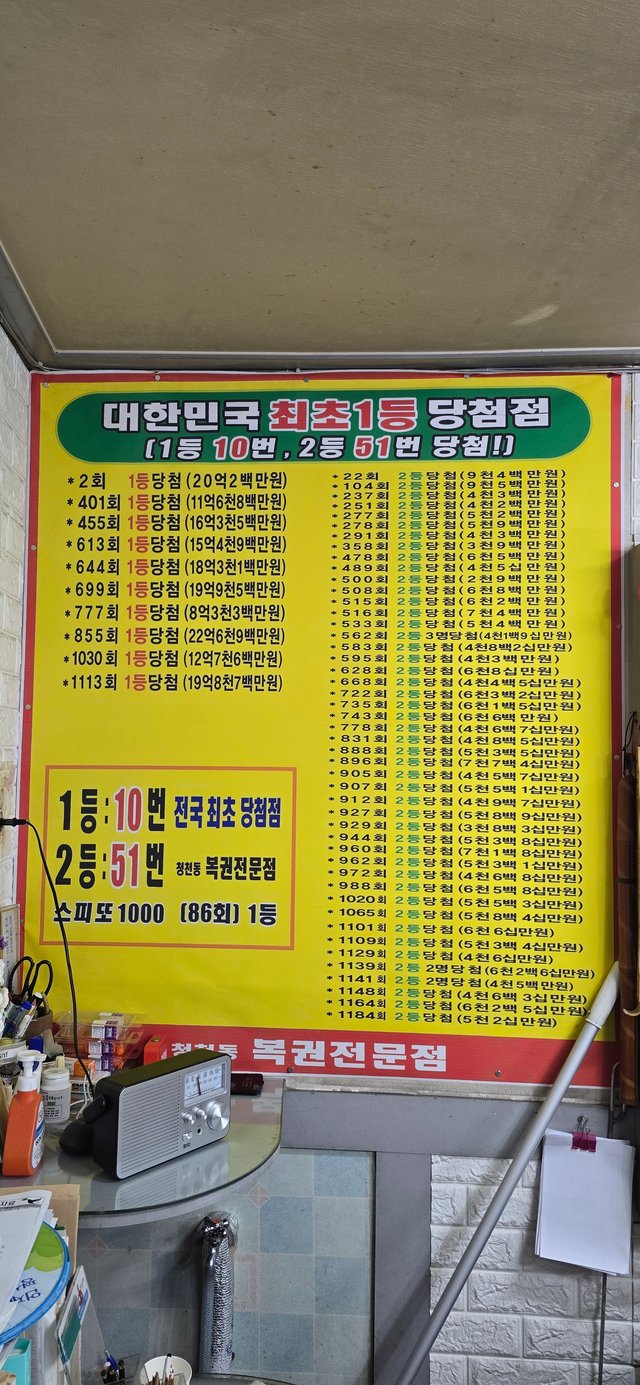 대한민국 최초1등 당첨점
(1등 10번, 2등 51번 당첨!)
* 2회 1등당첨 (20억2백만원)
* 401회 1등당첨 (11억6천8백만원)
* 455회 1등당첨 (16억3천5백만원)
* 613회 1등당첨 (15억4천9백만원)
* 644회 1등당첨 (18억3천1백만원)
* 699회 1등당첨 (19억9천5백만원)
* 777회 1등당첨 (8억3천3백만원)
* 855회 1등당첨 (22억6천9백만원)
*1030회 1등당첨 (12억7천6백만원)
*1113회 1등당첨 (19억8천7백만원)
1등:10번 전국 최초 당첨점
2등:51번 청천동 복권전문점
스피또1000 (86회) 1등
* 22회 2등당첨(9천4백만원)
* 104회 2등당첨(9천5백만원)
* 237회 2등당첨(4천3백만원)
* 251회 2등당첨(4천2백만원)
* 277회 2등당첨(5천2백만원)
* 278회 2등당첨(5천9백만원)
* 291회 2등당첨(4천3백만원)
* 358회 2등당첨(3천9백만원)
* 478회 2등당첨(6천5백만원)
* 489회 2등당첨(4천5십만원)
* 500회 2등당첨(2천9백만원)
* 508회 2등당첨(6천8백만원)
* 515회 2등당첨(6천2백만원)
* 516회 2등당첨(7천4백만원)
* 533회 2등당첨(5천4백만원)
* 562회 2등 3명당첨(4천1백9십만원)
* 583회 2등당첨(4천8백2십만원)
* 595회 2등당첨(4천3백만원)
* 628회 2등당첨(6천8십만원)
* 668회 2등당첨(4천4백5십만원)
* 722회 2등당첨(6천3백2십만원)
* 735회 2등당첨(6천1백5십만원)
* 743회 2등당첨(6천6백만원)
* 778회 2등당첨(4천6백7십만원)
* 831회 2등당첨(4천8백5십만원)
* 888회 2등당첨(5천3백5십만원)
* 896회 2등당첨(7천7백4십만원)
* 905회 2등당첨(4천5백7십만원)
* 907회 2등당첨(5천5백1십만원)
* 912회 2등당첨(4천9백7십만원)
* 927회 2등당첨(5천8백9십만원)
* 929회 2등당첨(3천8백3십만원)
* 944회 2등당첨(5천3백8십만원)
* 960회 2등당첨(7천1백8십만원)
* 962회 2등당첨(5천3백1십만원)
* 972회 2등당첨(4천6백8십만원)
* 988회 2등당첨(6천5백8십만원)
* 1020회 2등당첨(5천5백3십만원)
* 1065회 2등당첨(5천8백4십만원)
* 1101회 2등당첨(6천6십만원)
* 1109회 2등당첨(5천3백4십만원)
* 1129회 2등당첨(4천6십만원)
* 1139회 2등 2명당첨(6천2백6십만원)
* 1141회 2등 2명당첨(4천5백만원)
* 1148회 2등당첨(4천6백3십만원)
* 1164회 2등당첨(6천2백5십만원)
* 1184회 2등당첨(5천2십만원)
청천동 복권전문점